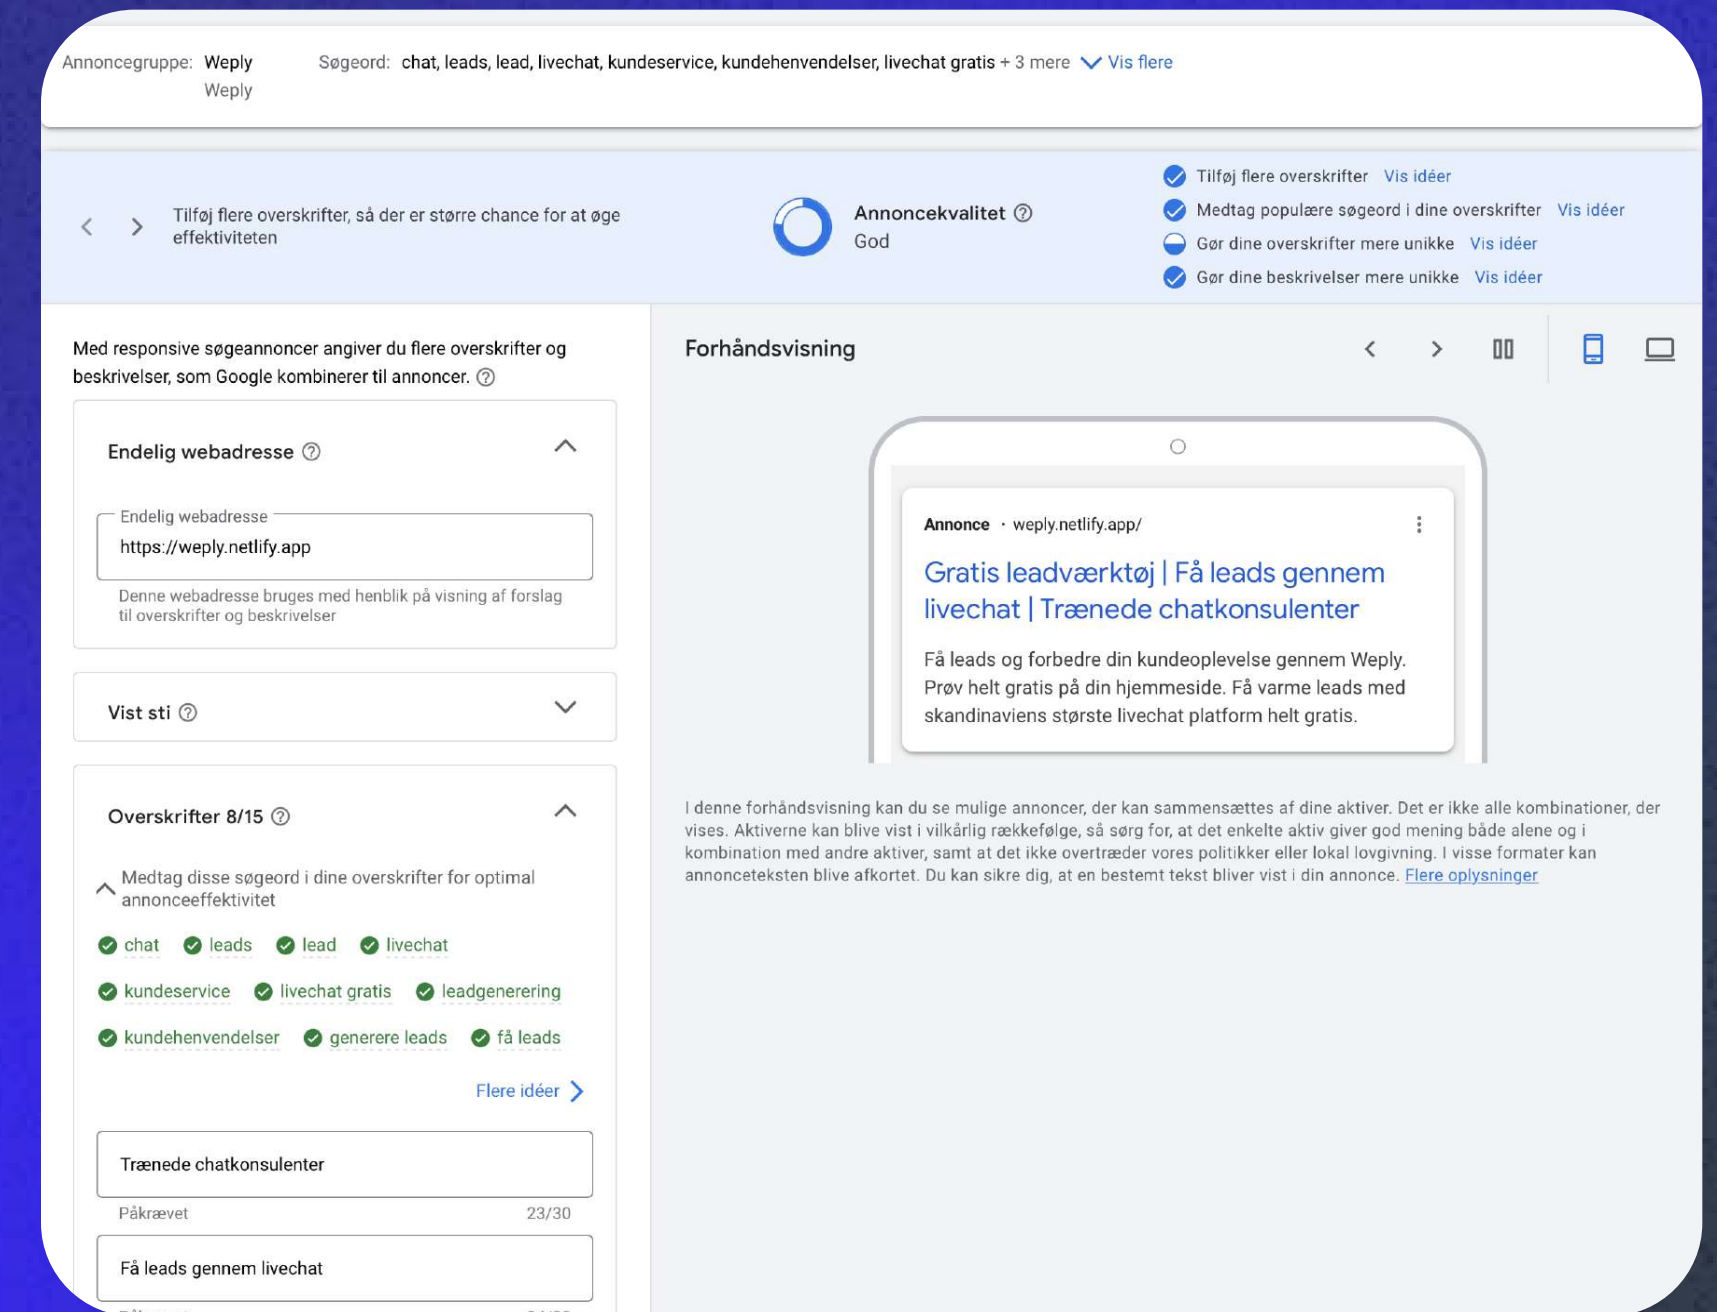 Annoncegruppe: Weply
Weply
Søgeord: chat, leads, lead, livechat, kundeservice, kundehenvendelser, livechat gratis + 3 mere Vis flere
Tilføj flere overskrifter, så der er større chance for at øge
effektiviteten
Annoncekvalitet
God
Tilføj flere overskrifter Vis idéer
Medtag populære søgeord i dine overskrifter Vis idéer
Gør dine overskrifter mere unikke Vis idéer
Gør dine beskrivelser mere unikke Vis idéer
Med responsive søgeannoncer angiver du flere overskrifter og
beskrivelser, som Google kombinerer til annoncer.
Endelig webadresse
Endelig webadresse
https://weply.netlify.app
Denne webadresse bruges med henblik på visning af forslag
til overskrifter og beskrivelser
Vist sti
Overskrifter 8/15
Medtag disse søgeord i dine overskrifter for optimal
annonceeffektivitet
chat leads lead livechat
kundeservice livechat gratis leadgenerering
kundehenvendelser generere leads få leads
Flere idéer
Trænede chatkonsulenter
Påkrævet 23/30
Få leads gennem livechat
Forhåndsvisning
Annonce · weply.netlify.app/
Gratis leadværktøj | Få leads gennem
livechat | Trænede chatkonsulenter
Få leads og forbedre din kundeoplevelse gennem Weply.
Prøv helt gratis på din hjemmeside. Få varme leads med
skandinaviens største livechat platform helt gratis.
I denne forhåndsvisning kan du se mulige annoncer, der kan sammensættes af dine aktiver. Det er ikke alle kombinationer, der
vises. Aktiverne kan blive vist i vilkårlig rækkefølge, så sørg for, at det enkelte aktiv giver god mening både alene og i
kombination med andre aktiver, samt at det ikke overtræder vores politikker eller lokal lovgivning. I visse formater kan
annonceteksten blive afkortet. Du kan sikre dig, at en bestemt tekst bliver vist i din annonce. Flere oplysninger